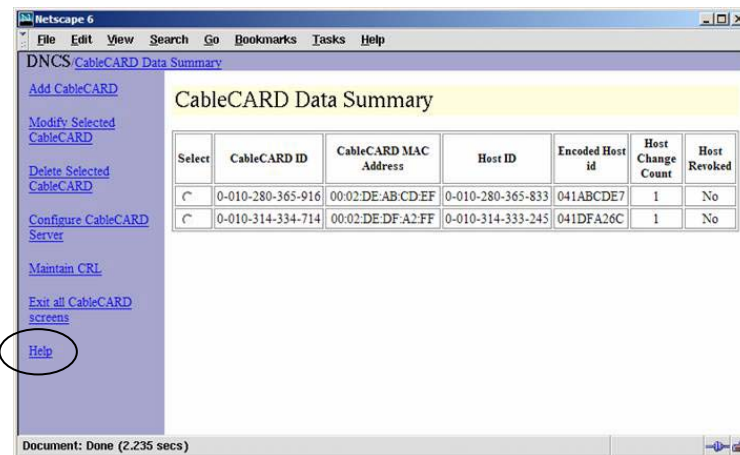 Netscape 6
File Edit View Search Go Bookmarks Tasks Help
DNCS/CableCARD Data Summary
Add CableCARD
Modify Selected
CableCARD
Delete Selected
CableCARD
Configure CableCARD
Server
Maintain CRL
Exit all CableCARD
screens
Help
CableCARD Data Summary
Select CableCARD ID CableCARD MAC Address Host ID Encoded Host id Host Change Count Host Revoked
0-010-280-365-916 00:02:DE:AB:CD:EF 0-010-280-365-833 041ABCDE7 1 No
0-010-314-334-714 00:02:DE:DF:A2:FF 0-010-314-333-245 041DFA26C 1 No
Document: Done (2.235 secs)